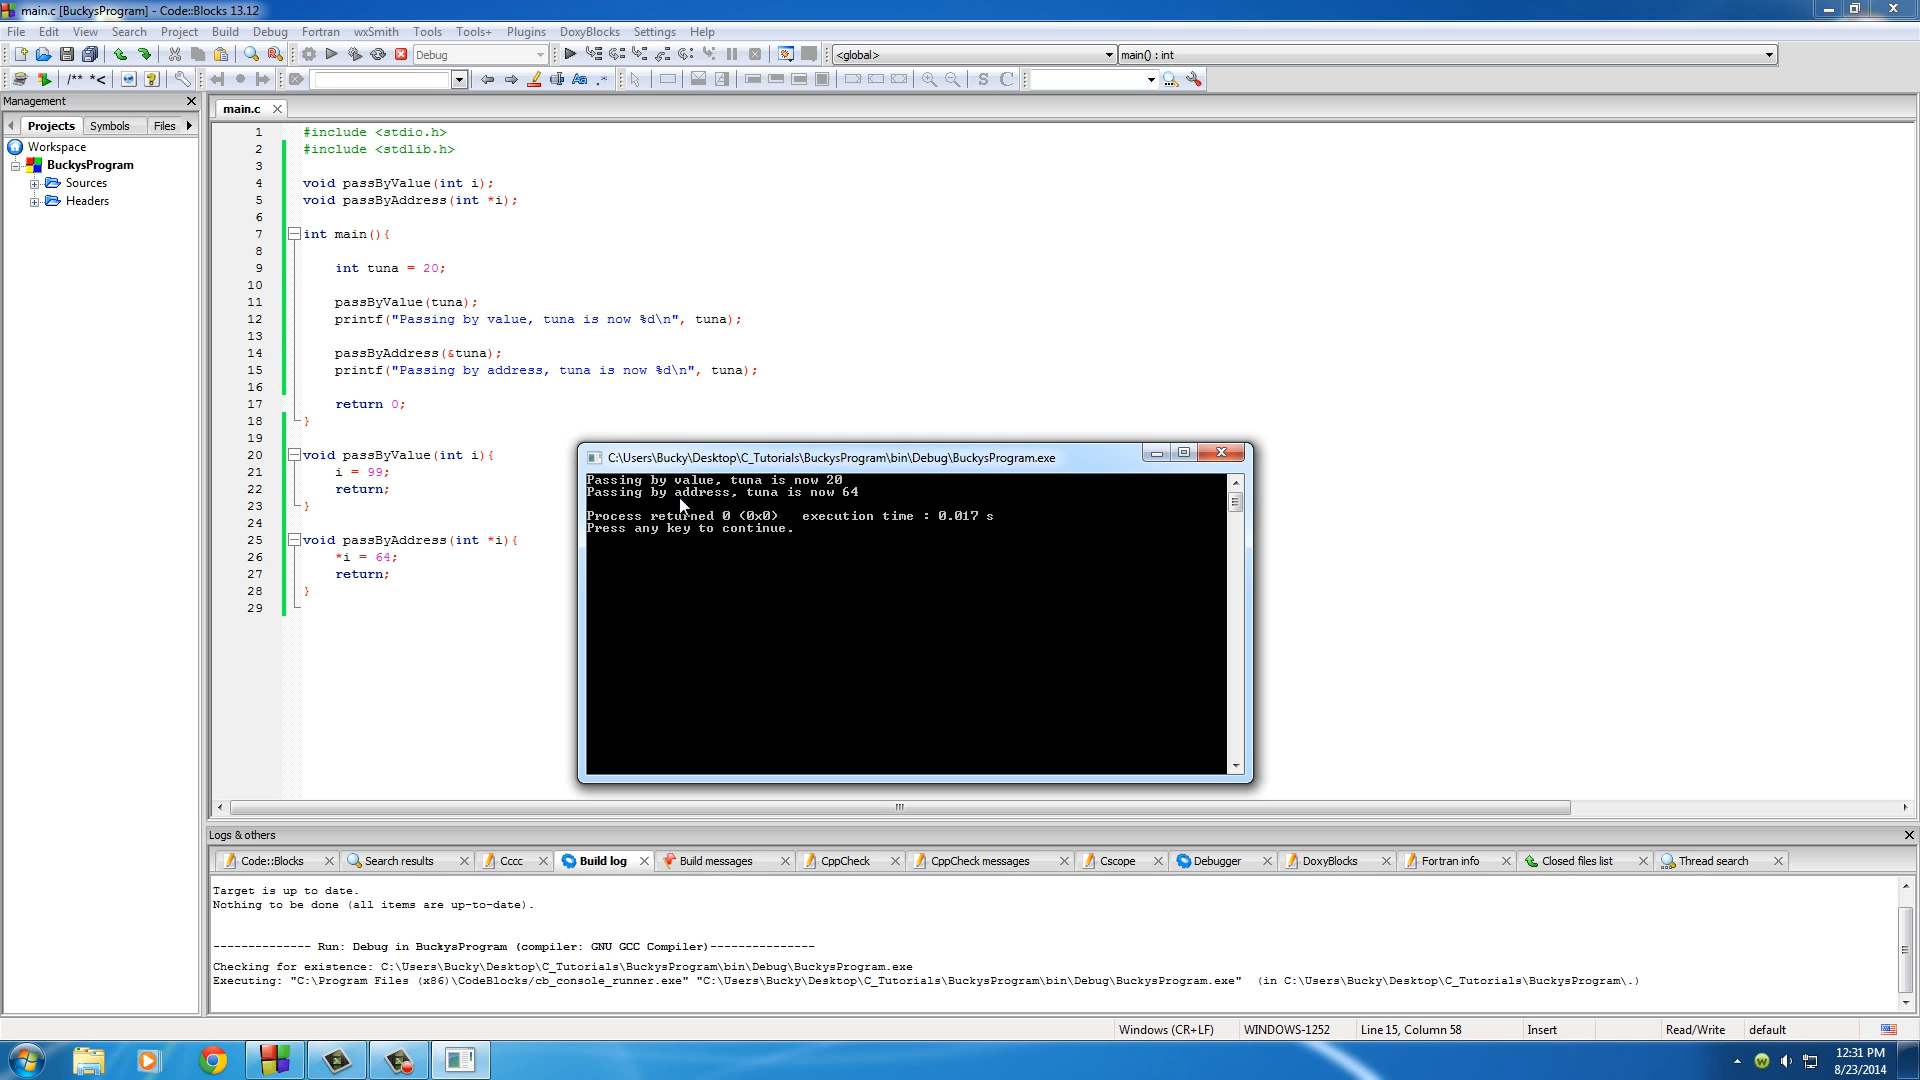 main.c [BuckysProgram] - Code::Blocks 13.12
File Edit View Search Project Build Debug Fortran wxSmith Tools Tools+ Plugins DoxyBlocks Settings Help
Debug
<global>
main() : int
/** *<
Aa .*
S C
Management
Projects Symbols Files
Workspace
BuckysProgram
Sources
Headers
main.c
1 #include <stdio.h>
2 #include <stdlib.h>
3
4 void passByValue(int i);
5 void passByAddress(int *i);
6
7 int main(){
8
9 int tuna = 20;
10
11 passByValue(tuna);
12 printf("Passing by value, tuna is now %d\n", tuna);
13
14 passByAddress(&tuna);
15 printf("Passing by address, tuna is now %d\n", tuna);
16
17 return 0;
18 }
19
20 void passByValue(int i){
21 i = 99;
22 return;
23 }
24
25 void passByAddress(int *i){
26 *i = 64;
27 return;
28 }
29
C:\Users\Bucky\Desktop\C_Tutorials\BuckysProgram\bin\Debug\BuckysProgram.exe
Passing by value, tuna is now 20
Passing by address, tuna is now 64
Process returned 0 (0x0) execution time : 0.017 s
Press any key to continue.
Logs & others
Code::Blocks Search results Cccc Build log Build messages CppCheck CppCheck messages Cscope Debugger DoxyBlocks Fortran info Closed files list Thread search
Target is up to date.
Nothing to be done (all items are up-to-date).
-------------- Run: Debug in BuckysProgram (compiler: GNU GCC Compiler)---------------
Checking for existence: C:\Users\Bucky\Desktop\C_Tutorials\BuckysProgram\bin\Debug\BuckysProgram.exe
Executing: "C:\Program Files (x86)\CodeBlocks/cb_console_runner.exe" "C:\Users\Bucky\Desktop\C_Tutorials\BuckysProgram\bin\Debug\BuckysProgram.exe" (in C:\Users\Bucky\Desktop\C_Tutorials\BuckysProgram\.)
Windows (CR+LF) WINDOWS-1252 Line 15, Column 58 Insert Read/Write default
12:31 PM
8/23/2014